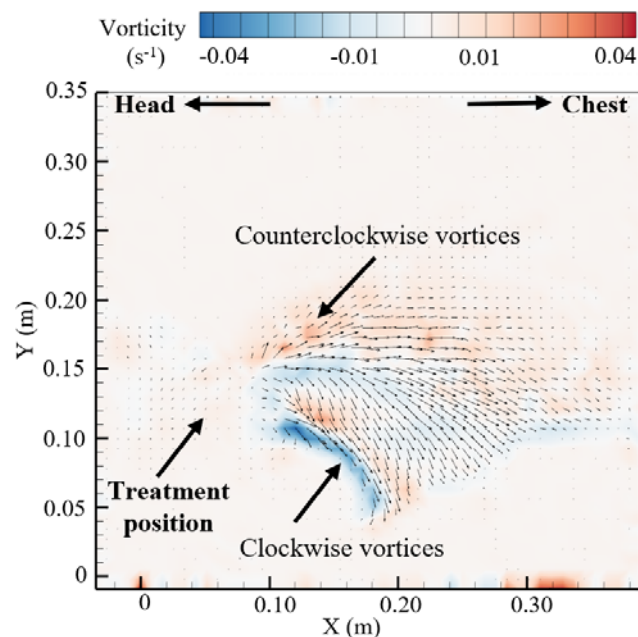 Vorticity
(s⁻¹)
-0.04 -0.01 0.01 0.04
0.35
Head Chest
0.30
0.25
Counterclockwise vortices
0.20
Y (m)
0.15
0.10
Treatment
position
0.05
Clockwise vortices
0
0 0.10 0.20 0.30
X (m)